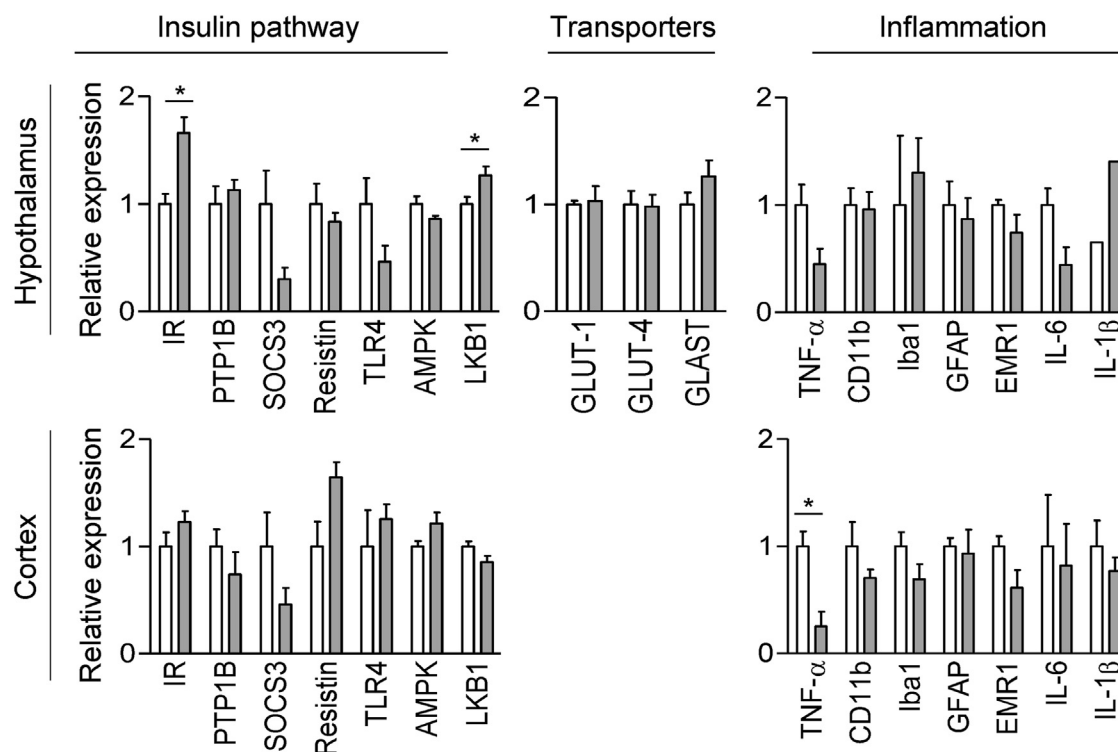 Insulin pathway
Transporters
Inflammation
Hypothalamus
Relative expression
2
1
0
*
*
IR
PTP1B
SOCS3
Resistin
TLR4
AMPK
LKB1
2
1
0
GLUT-1
GLUT-4
GLAST
2
1
0
TNF-α
CD11b
Iba1
GFAP
EMR1
IL-6
IL-1β
Cortex
Relative expression
2
1
0
IR
PTP1B
SOCS3
Resistin
TLR4
AMPK
LKB1
2
1
0
*
TNF-α
CD11b
Iba1
GFAP
EMR1
IL-6
IL-1β